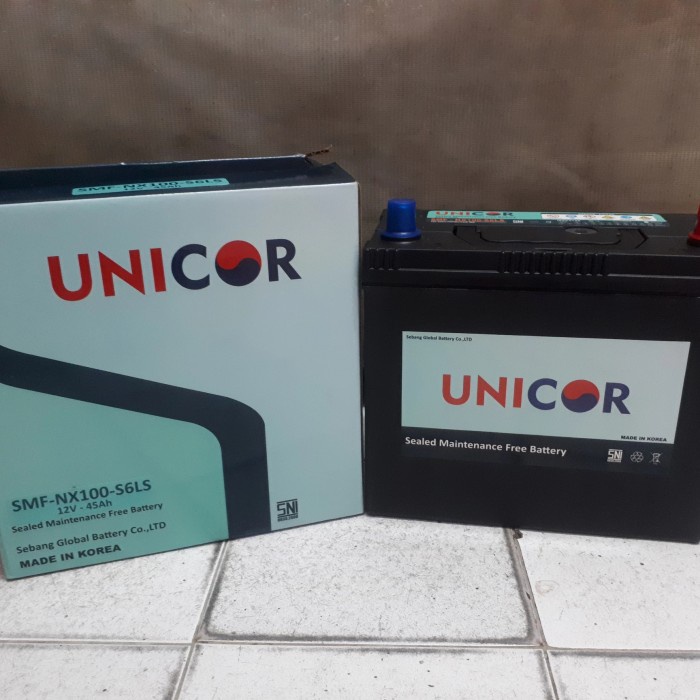 SMF-NX100-S6LS
UNICOR
SMF-NX100-S6LS
12V - 45Ah
Sealed Maintenance Free Battery
Sebang Global Battery Co.,LTD
MADE IN KOREA
SNI
UNICOR
Sebang Global Battery Co.,LTD
UNICOR
MADE IN KOREA
Sealed Maintenance Free Battery
SNI